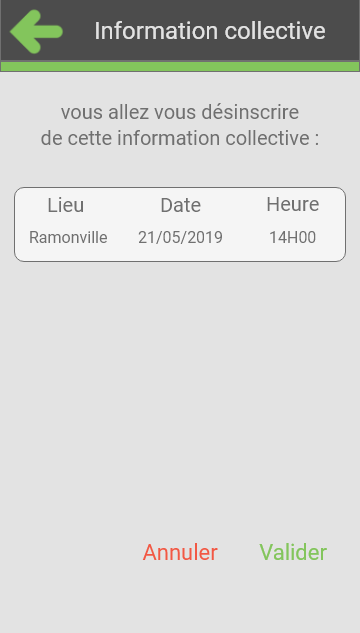 Information collective
vous allez vous désinscrire
de cette information collective :
Lieu Date Heure
Ramonville 21/05/2019 14H00
Annuler Valider